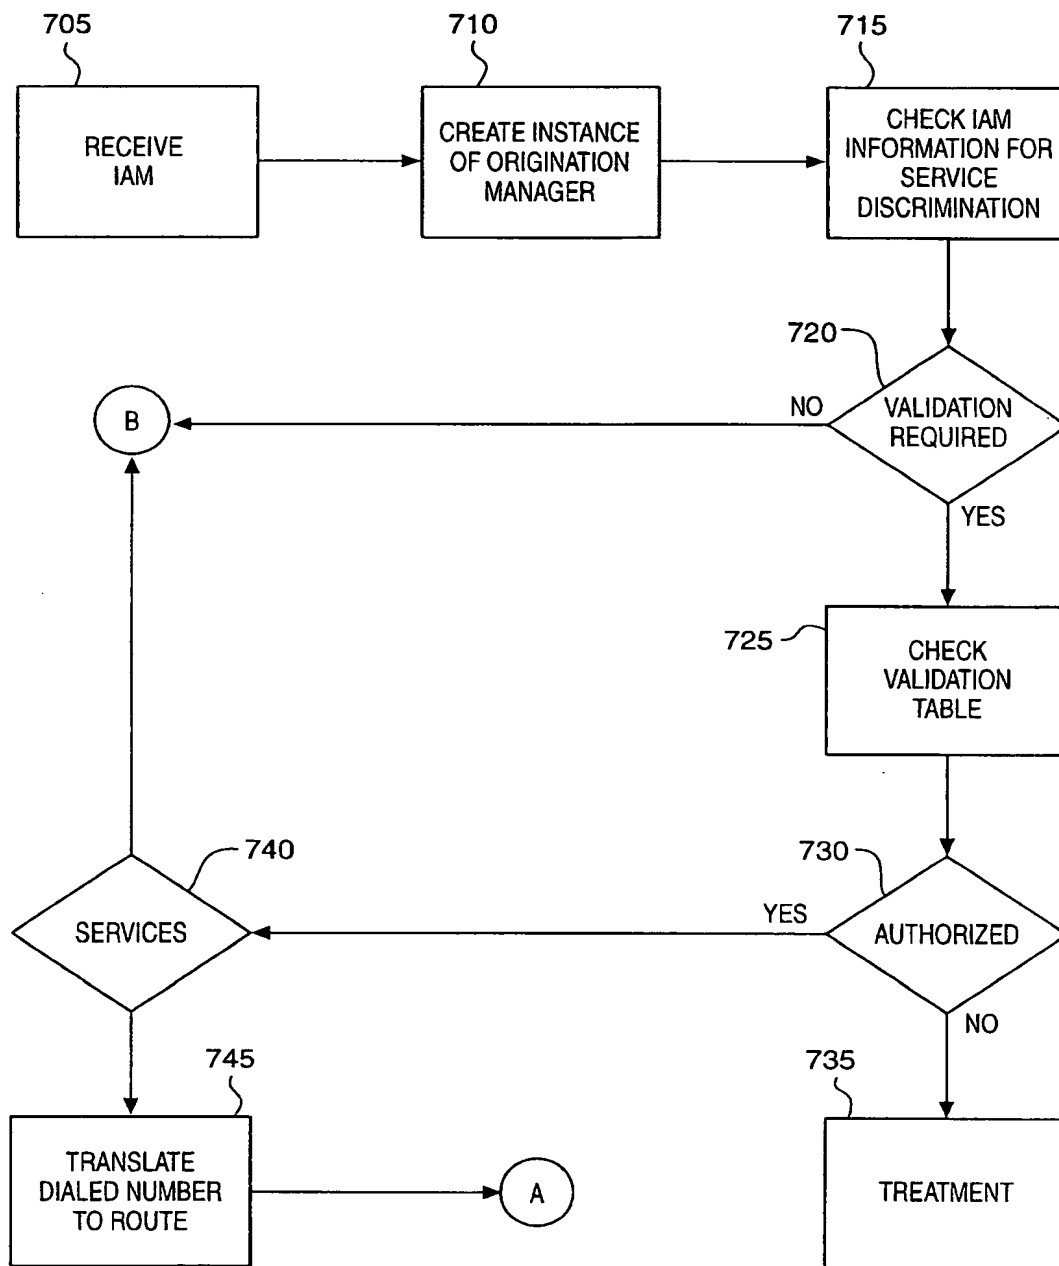 705
710
715
RECEIVE
IAM
CREATE INSTANCE
OF ORIGINATION
MANAGER
CHECK IAM
INFORMATION FOR
SERVICE
DISCRIMINATION
720
B
NO
VALIDATION
REQUIRED
YES
725
CHECK
VALIDATION
TABLE
740
730
SERVICES
YES
AUTHORIZED
NO
745
735
TRANSLATE
DIALED NUMBER
TO ROUTE
A
TREATMENT